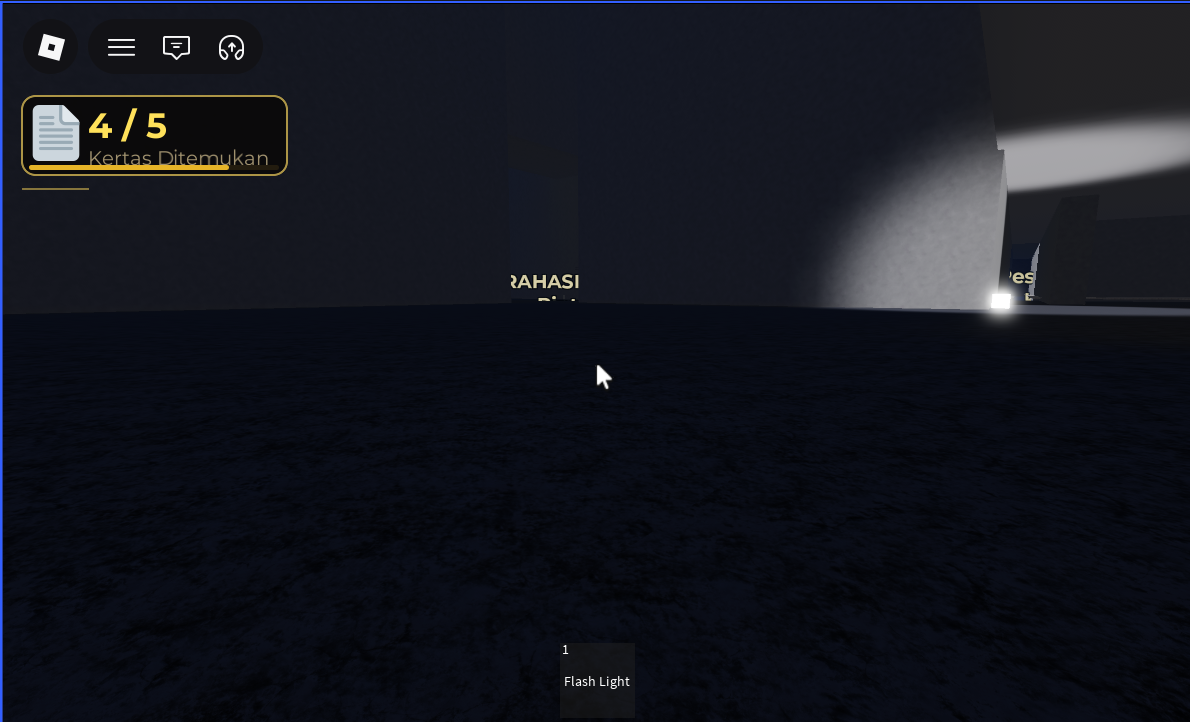 4 / 5
Kertas Ditemukan
RAHASI
1
Flash Light